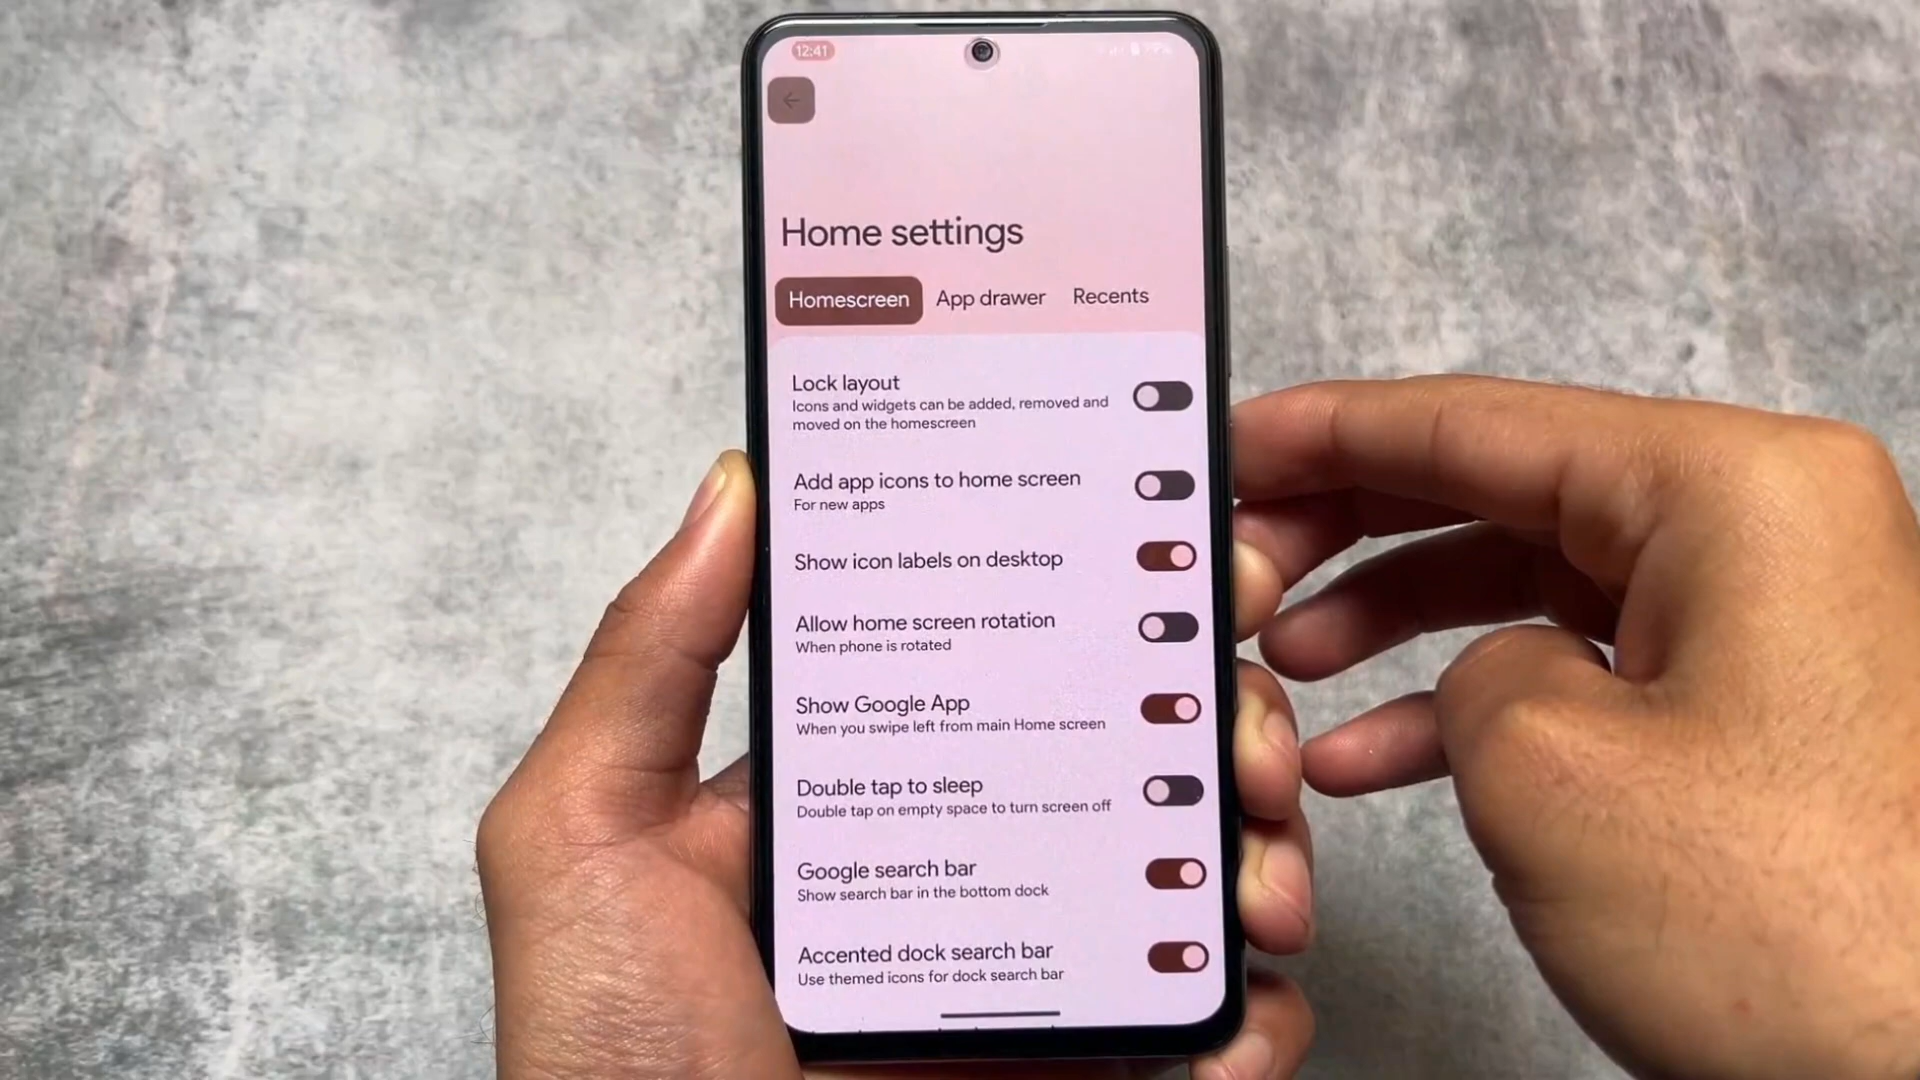 12:41
Home settings
Homescreen App drawer Recents
Lock layout
Icons and widgets can be added, removed and
moved on the homescreen
Add app icons to home screen
For new apps
Show icon labels on desktop
Allow home screen rotation
When phone is rotated
Show Google App
When you swipe left from main Home screen
Double tap to sleep
Double tap on empty space to turn screen off
Google search bar
Show search bar in the bottom dock
Accented dock search bar
Use themed icons for dock search bar